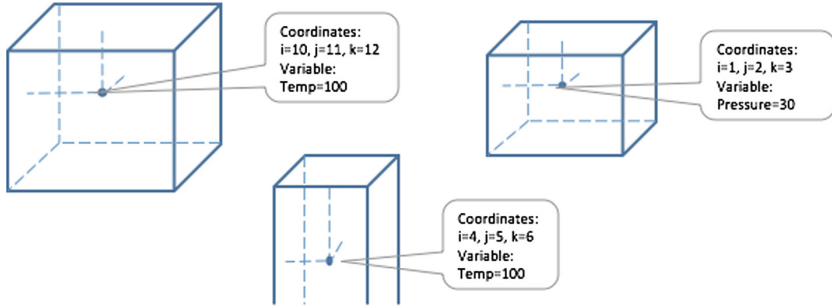 Coordinates:
i=10, j=11, k=12
Variable:
Temp=100
Coordinates:
i=1, j=2, k=3
Variable:
Pressure=30
Coordinates:
i=4, j=5, k=6
Variable:
Temp=100